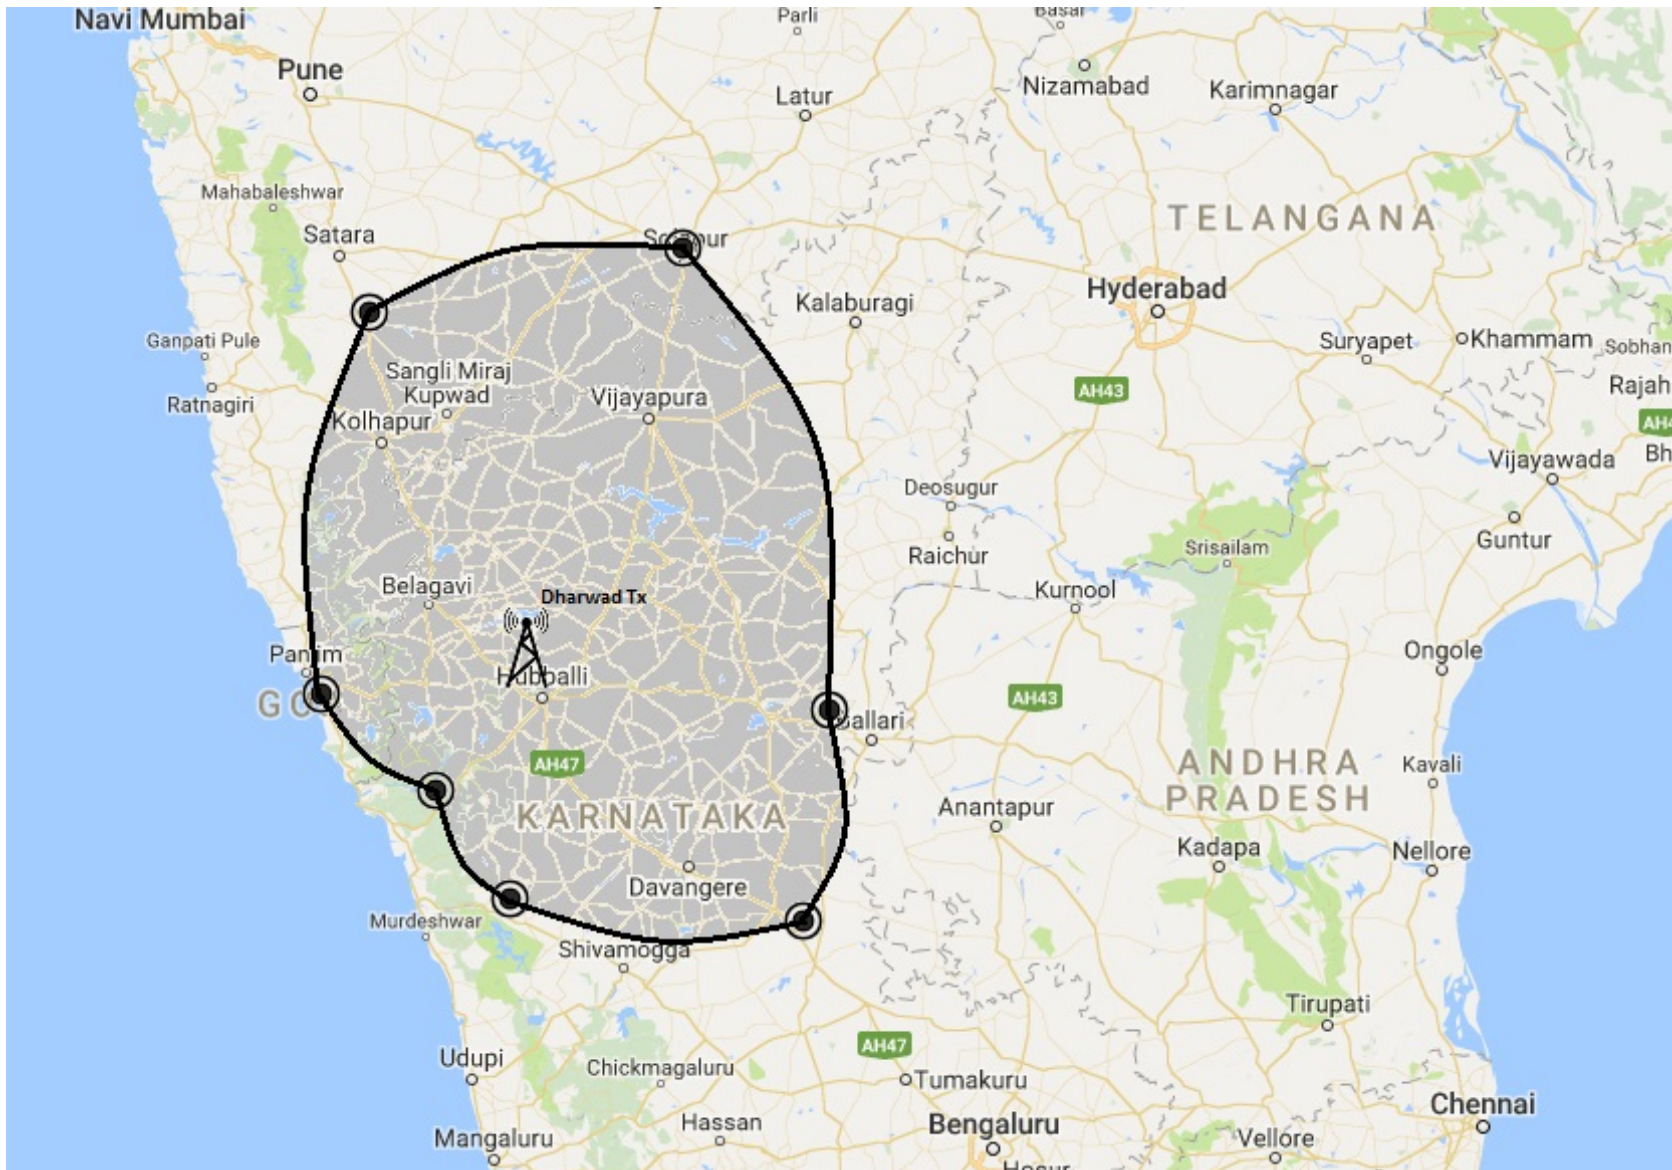 Navi Mumbai
Parli
Basar
Pune
Latur
Nizamabad
Karimnagar
Mahabaleshwar
Satara
TELANGANA
Kalaburagi
Hyderabad
Ganpati Pule
Suryapet
Khammam
Sobhan
Sangli Miraj
Kupwad
Vijayapura
AH43
Rajah
Ratnagiri
Kolhapur
Vijayawada
Bh
Deosugur
Raichur
Srisailam
Guntur
Belagavi
Dharwad Tx
Kurnool
Panjim
Hubballi
Ongole
AH43
Ballari
AH47
ANDHRA
PRADESH
Kavali
KARNATAKA
Anantapur
Kadapa
Nellore
Davangere
Murdeshwar
Shivamogga
Tirupati
AH47
Udupi
Chickmagaluru
Tumakuru
Chennai
Hassan
Bengaluru
Mangaluru
Vellore